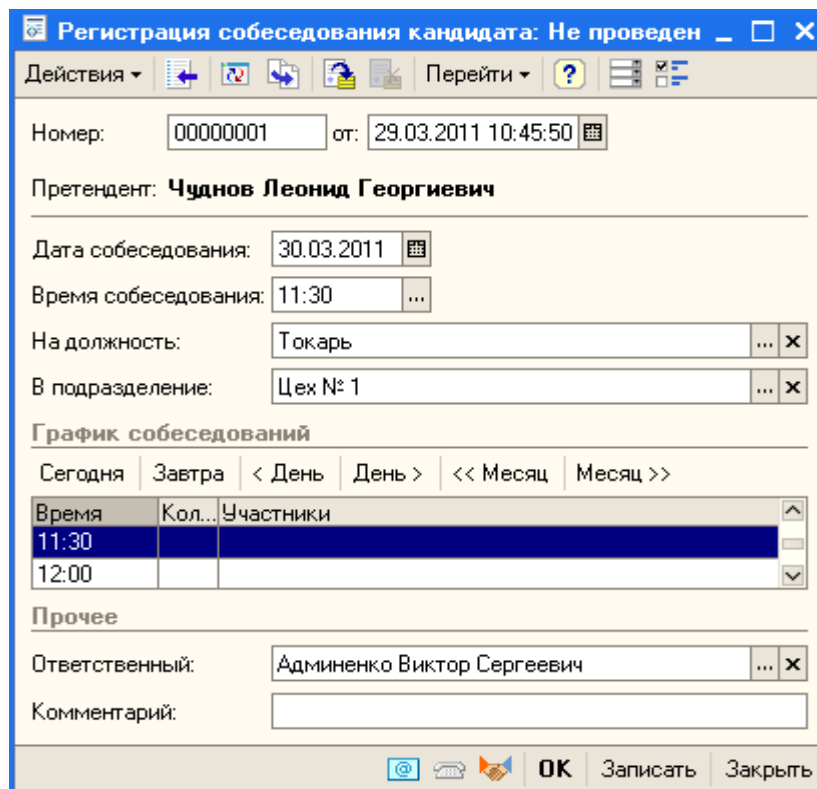 Регистрация собеседования кандидата: Не проведен
Действия Перейти ?
Номер: 00000001 от: 29.03.2011 10:45:50
Претендент: Чуднов Леонид Георгиевич
Дата собеседования: 30.03.2011
Время собеседования: 11:30 ...
На должность: Токарь ... x
В подразделение: Цех № 1 ... x
График собеседований
Сегодня Завтра < День День > << Месяц Месяц >>
Время Кол... Участники
11:30
12:00
Прочее
Ответственный: Админенко Виктор Сергеевич ... x
Комментарий:
@ OK Записать Закрыть